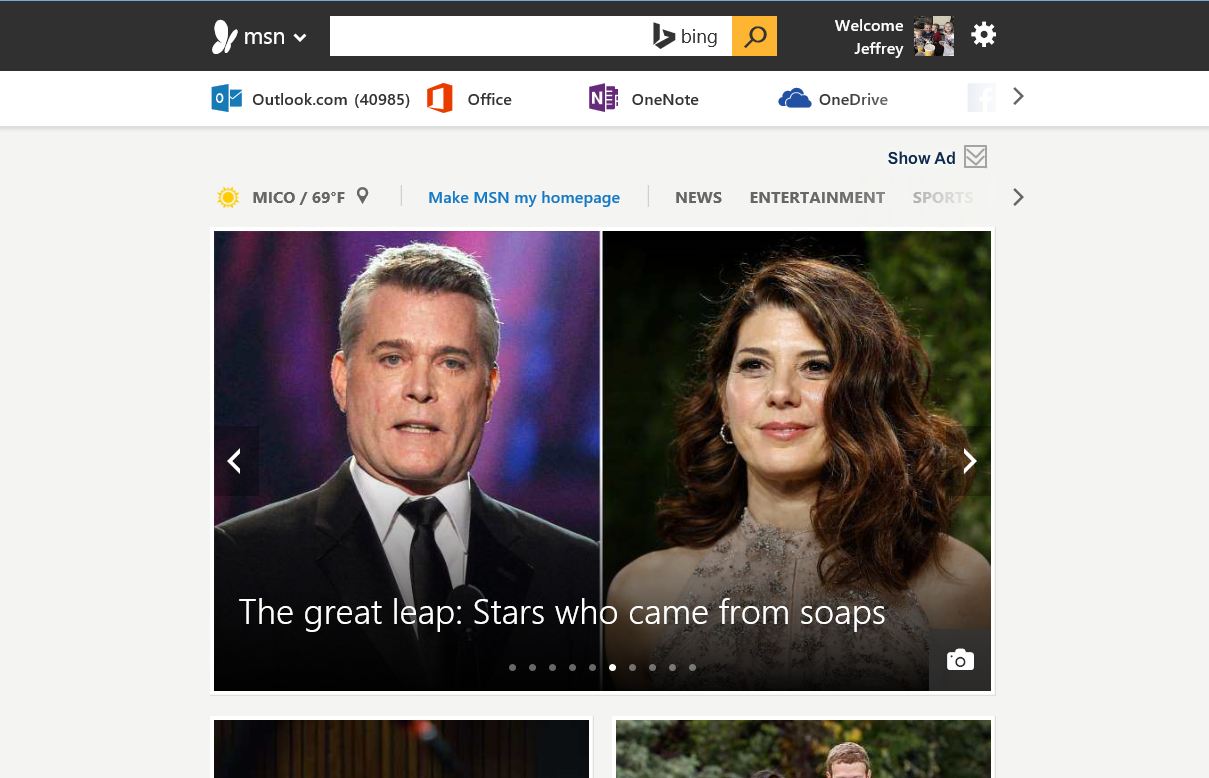 msn
bing
Welcome
Jeffrey
Outlook.com (40985)
Office
OneNote
OneDrive
Show Ad
MICO / 69°F
Make MSN my homepage
NEWS
ENTERTAINMENT
SPORTS
The great leap: Stars who came from soaps